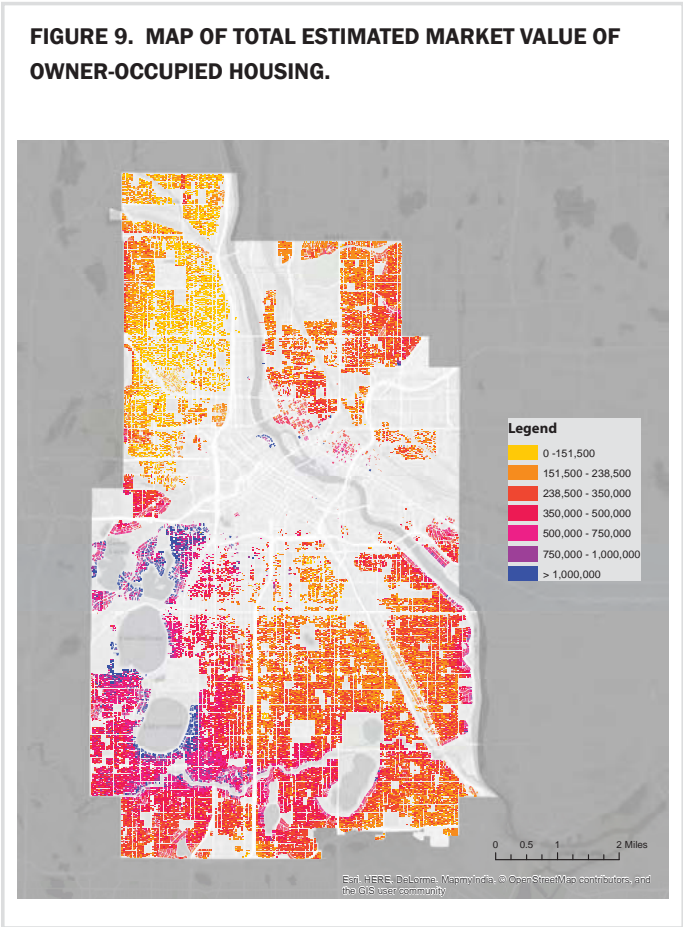 FIGURE 9. MAP OF TOTAL ESTIMATED MARKET VALUE OF
OWNER-OCCUPIED HOUSING.
Legend
0 -151,500
151,500 - 238,500
238,500 - 350,000
350,000 - 500,000
500,000 - 750,000
750,000 - 1,000,000
> 1,000,000
0 0.5 1 2 Miles
Esri, HERE, DeLorme, MapmyIndia, © OpenStreetMap contributors, and
the GIS user community